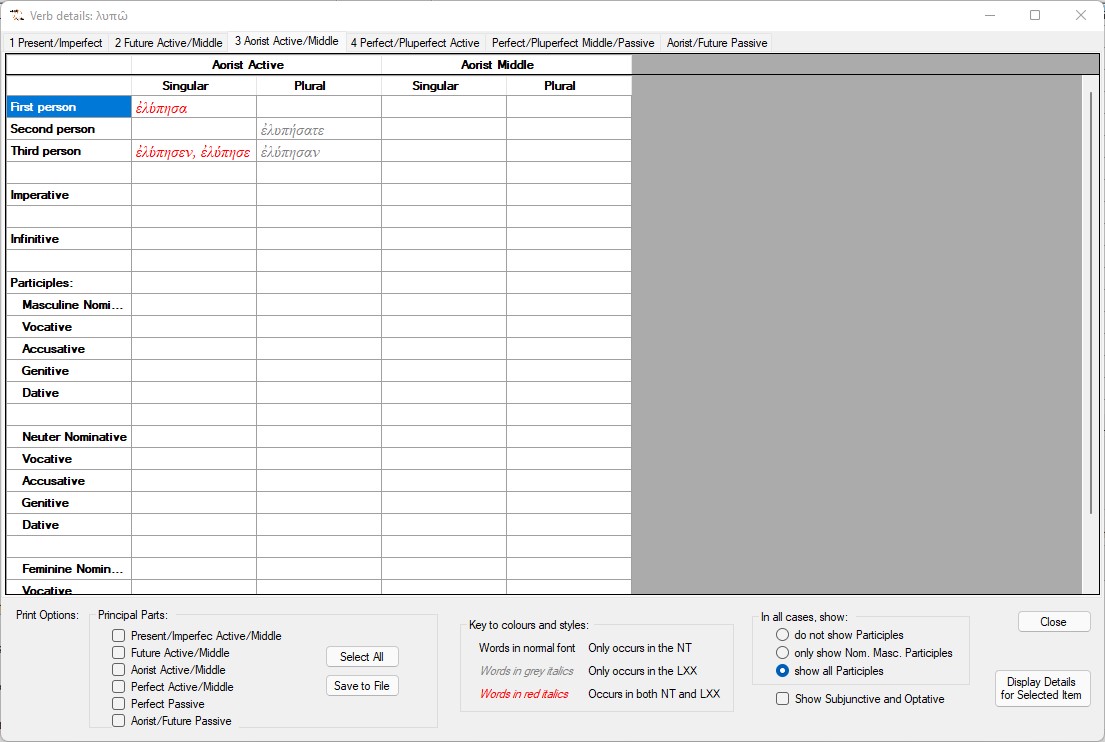 Verb details: λυπῶ
1 Present/Imperfect 2 Future Active/Middle 3 Aorist Active/Middle 4 Perfect/Pluperfect Active Perfect/Pluperfect Middle/Passive Aorist/Future Passive
Aorist Active Aorist Middle
Singular Plural Singular Plural
First person ἐλύπησα
Second person ἐλυπήσατε
Third person ἐλύπησεν, ἐλύπησε ἐλύπησαν
Imperative
Infinitive
Participles:
Masculine Nomi...
Vocative
Accusative
Genitive
Dative
Neuter Nominative
Vocative
Accusative
Genitive
Dative
Feminine Nomin...
Vocative
Print Options:
Principal Parts:
Present/Imperfec Active/Middle
Future Active/Middle
Aorist Active/Middle
Perfect Active/Middle
Perfect Passive
Aorist/Future Passive
Select All
Save to File
Key to colours and styles:
Words in normal font Only occurs in the NT
Words in grey italics Only occurs in the LXX
Words in red italics Occurs in both NT and LXX
In all cases, show:
do not show Participles
only show Nom. Masc. Participles
show all Participles
Show Subjunctive and Optative
Close
Display Details
for Selected Item